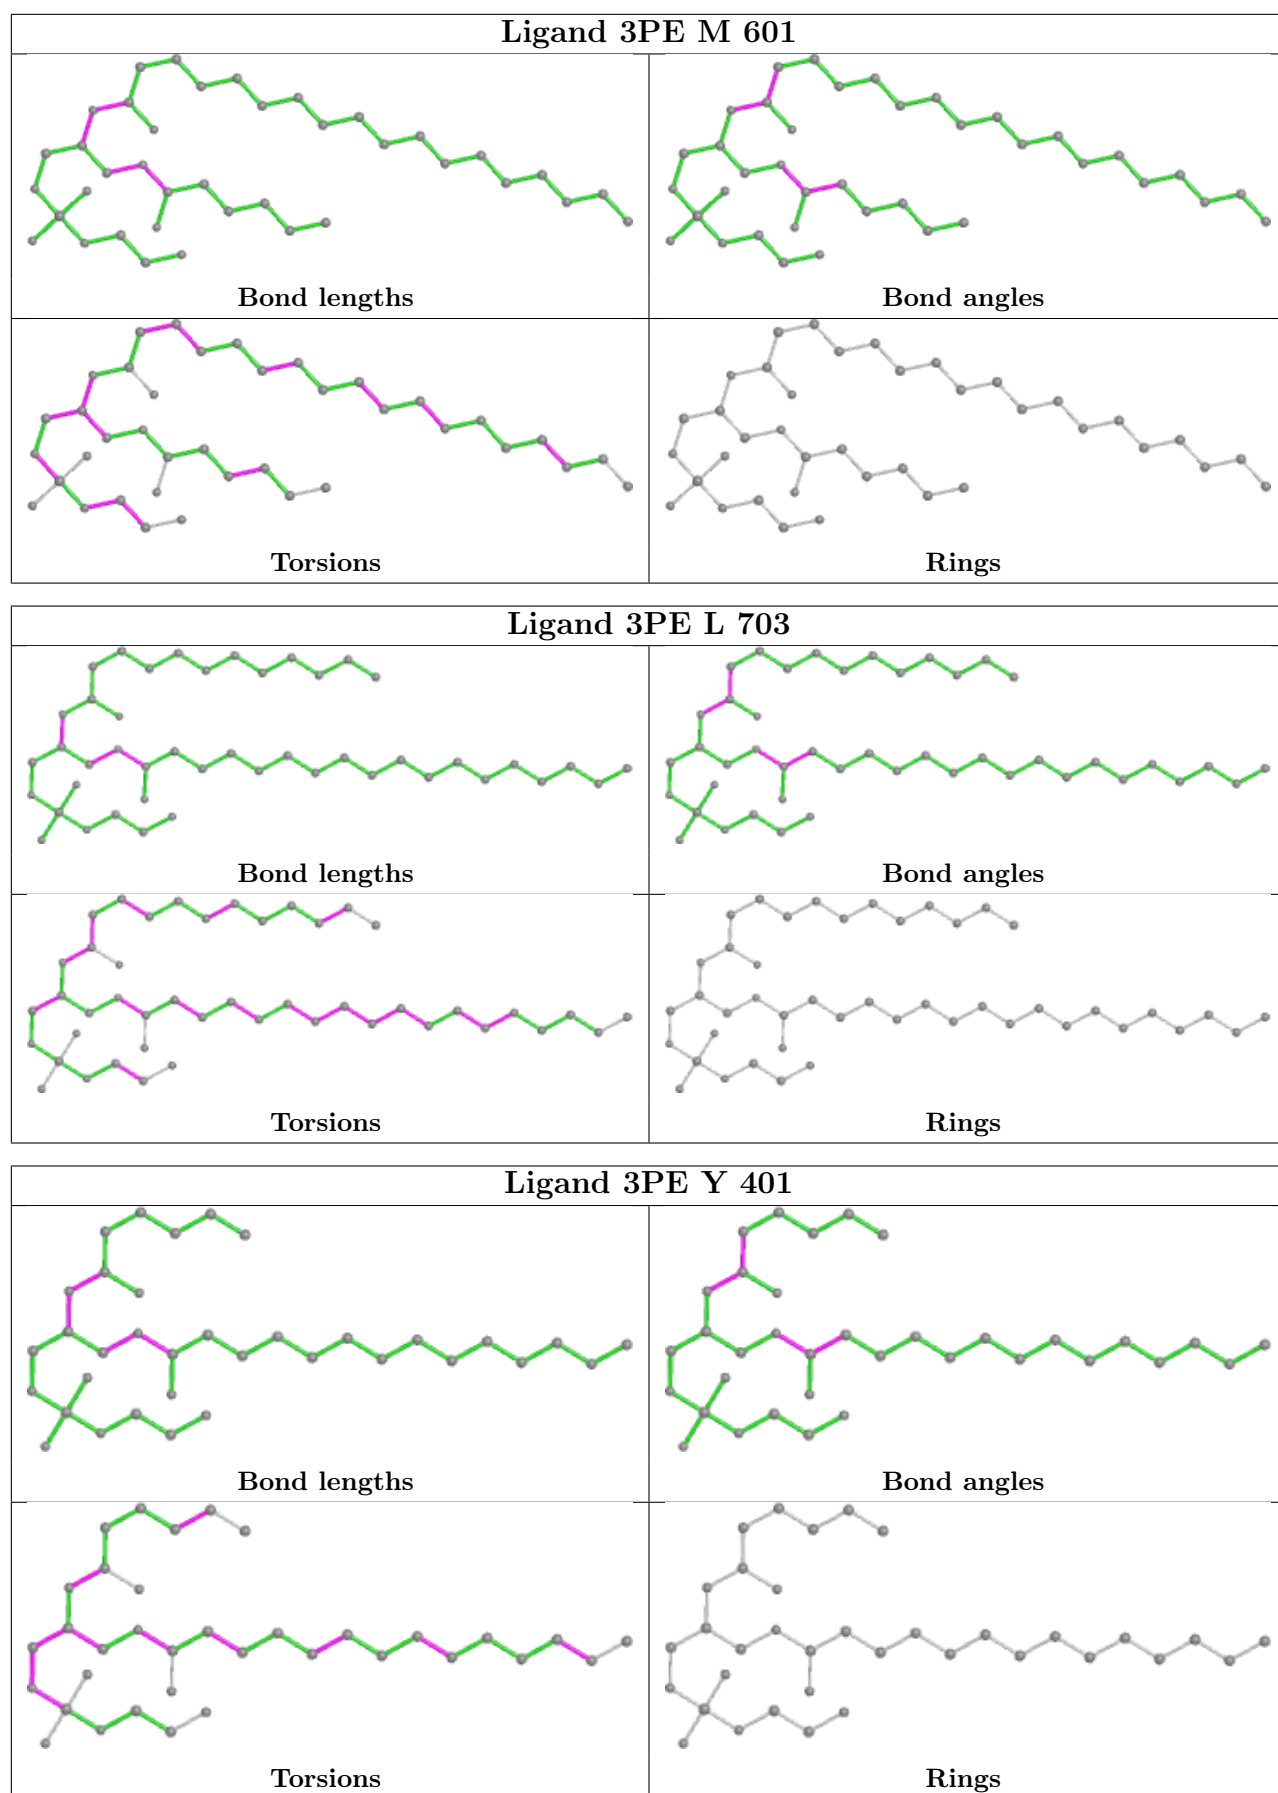 Ligand 3PE M 601
Bond lengths
Bond angles
Torsions
Rings
Ligand 3PE L 703
Bond lengths
Bond angles
Torsions
Rings
Ligand 3PE Y 401
Bond lengths
Bond angles
Torsions
Rings